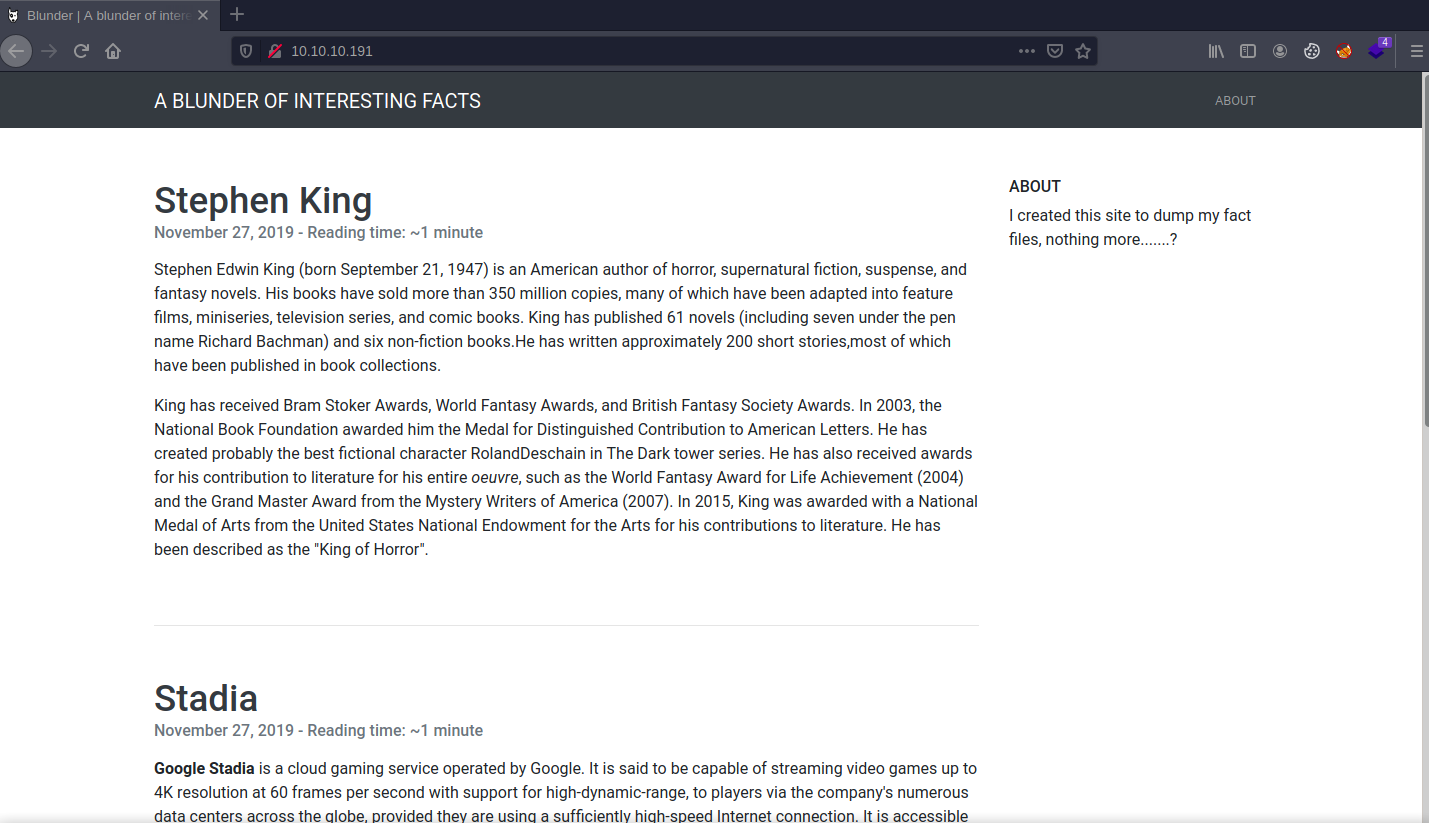 Blunder | A blunder of intere
10.10.10.191
4
A BLUNDER OF INTERESTING FACTS
ABOUT
Stephen King
November 27, 2019 - Reading time: ~1 minute
Stephen Edwin King (born September 21, 1947) is an American author of horror, supernatural fiction, suspense, and
fantasy novels. His books have sold more than 350 million copies, many of which have been adapted into feature
films, miniseries, television series, and comic books. King has published 61 novels (including seven under the pen
name Richard Bachman) and six non-fiction books.He has written approximately 200 short stories,most of which
have been published in book collections.
King has received Bram Stoker Awards, World Fantasy Awards, and British Fantasy Society Awards. In 2003, the
National Book Foundation awarded him the Medal for Distinguished Contribution to American Letters. He has
created probably the best fictional character RolandDeschain in The Dark tower series. He has also received awards
for his contribution to literature for his entire oeuvre, such as the World Fantasy Award for Life Achievement (2004)
and the Grand Master Award from the Mystery Writers of America (2007). In 2015, King was awarded with a National
Medal of Arts from the United States National Endowment for the Arts for his contributions to literature. He has
been described as the "King of Horror".
ABOUT
I created this site to dump my fact
files, nothing more.......?
Stadia
November 27, 2019 - Reading time: ~1 minute
Google Stadia is a cloud gaming service operated by Google. It is said to be capable of streaming video games up to
4K resolution at 60 frames per second with support for high-dynamic-range, to players via the company's numerous
data centers across the globe, provided they are using a sufficiently high-speed Internet connection. It is accessible